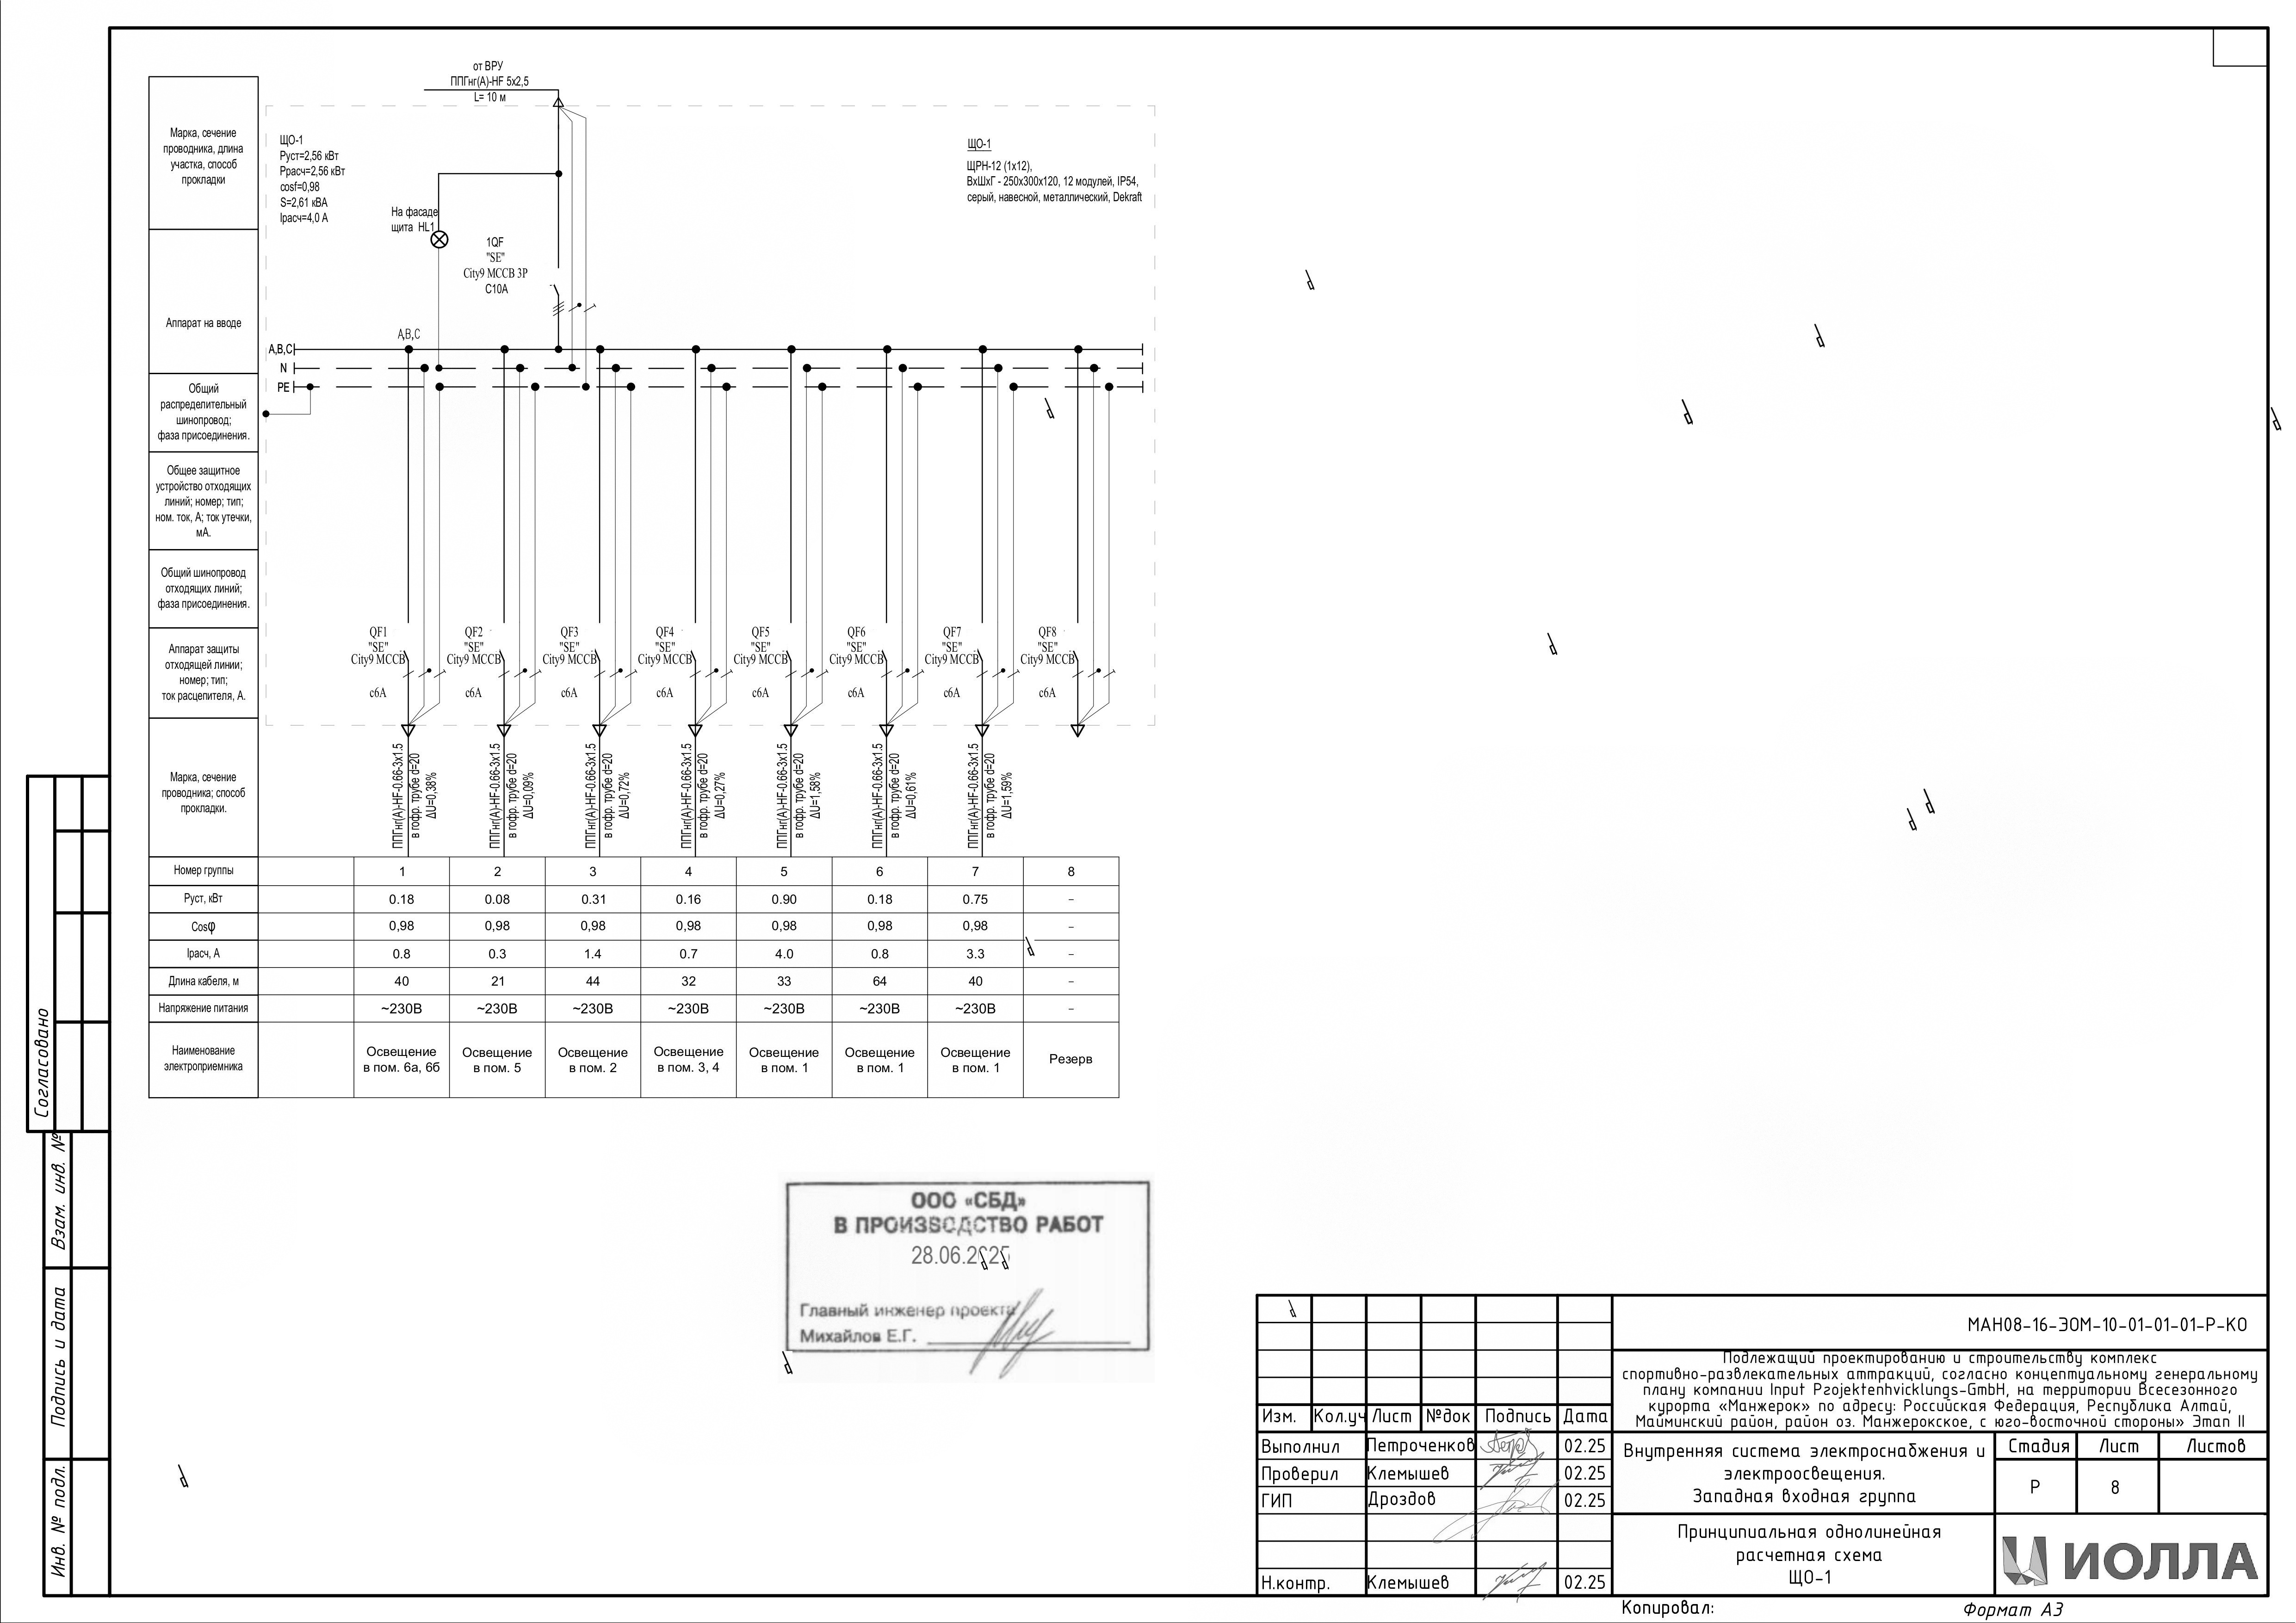 от ВРУ
ППГнг(А)-HF 5х2,5
L= 10 м
Марка, сечение
проводника, длина
участка, способ
прокладки
ЩО-1
Руст=2,56 кВт
Ррасч=2,56 кВт
cosf=0,98
S=2,61 кВА
Iрасч=4,0 А
ЩО-1
ЩРН-12 (1х12),
ВхШхГ - 250х300х120, 12 модулей, IP54,
серый, навесной, металлический, Dekraft
На фасаде
щита HL1
1QF
"SE"
City9 MCCB 3P
C10A
Аппарат на вводе
A,B,C
A,B,C
N
PE
Общий
распределительный
шинопровод;
фаза присоединения.
Общее защитное
устройство отходящих
линий; номер; тип;
ном. ток, А; ток утечки,
мА.
Общий шинопровод
отходящих линий;
фаза присоединения.
Аппарат защиты
отходящей линии;
номер; тип;
ток расцепителя, А.
QF1 QF2 QF3 QF4 QF5 QF6 QF7 QF8
"SE" "SE" "SE" "SE" "SE" "SE" "SE" "SE"
City9 MCCB City9 MCCB City9 MCCB City9 MCCB City9 MCCB City9 MCCB City9 MCCB City9 MCCB
c6A c6A c6A c6A c6A c6A c6A c6A
Марка, сечение
проводника; способ
прокладки.
ППГнг(А)-HF-0.66-3х1.5
в гофр. трубе d=20
ΔU=0,38%
ППГнг(А)-HF-0.66-3х1.5
в гофр. трубе d=20
ΔU=0,09%
ППГнг(А)-HF-0.66-3х1.5
в гофр. трубе d=20
ΔU=0,72%
ППГнг(А)-HF-0.66-3х1.5
в гофр. трубе d=20
ΔU=0,27%
ППГнг(А)-HF-0.66-3х1.5
в гофр. трубе d=20
ΔU=1,58%
ППГнг(А)-HF-0.66-3х1.5
в гофр. трубе d=20
ΔU=0,61%
ППГнг(А)-HF-0.66-3х1.5
в гофр. трубе d=20
ΔU=1,59%
Номер группы 1 2 3 4 5 6 7 8
Руст, кВт 0.18 0.08 0.31 0.16 0.90 0.18 0.75 –
Cosφ 0,98 0,98 0,98 0,98 0,98 0,98 0,98 –
Iрасч, А 0.8 0.3 1.4 0.7 4.0 0.8 3.3 –
Длина кабеля, м 40 21 44 32 33 64 40 –
Напряжение питания ~230В ~230В ~230В ~230В ~230В ~230В ~230В –
Наименование
электроприемника
Освещение
в пом. 6а, 6б
Освещение
в пом. 5
Освещение
в пом. 2
Освещение
в пом. 3, 4
Освещение
в пом. 1
Освещение
в пом. 1
Освещение
в пом. 1
Резерв
ООО «СБД»
В ПРОИЗВОДСТВО РАБОТ
28.06.2025
Главный инженер проекта
Михайлов Е.Г.
Согласовано
Взам. инв. №
Подпись и дата
Инв. № подл.
МАН08-16-ЭОМ-10-01-01-01-Р-КО
Подлежащий проектированию и строительству комплекс
спортивно-развлекательных аттракций, согласно концептуальному генеральному
плану компании Input Projektenhvicklungs-GmbH, на территории Всесезонного
курорта «Манжерок» по адресу: Российская Федерация, Республика Алтай,
Майминский район, район оз. Манжерокское, с юго-восточной стороны» Этап II
Изм. Кол.уч Лист №док Подпись Дата
Выполнил Петроченков 02.25
Проверил Клемышев 02.25
ГИП Дроздов 02.25
Н.контр. Клемышев 02.25
Внутренняя система электроснабжения и
электроосвещения.
Западная входная группа
Стадия Лист Листов
Р 8
Принципиальная однолинейная
расчетная схема
ЩО-1
ИОЛЛА
Копировал:
Формат А3